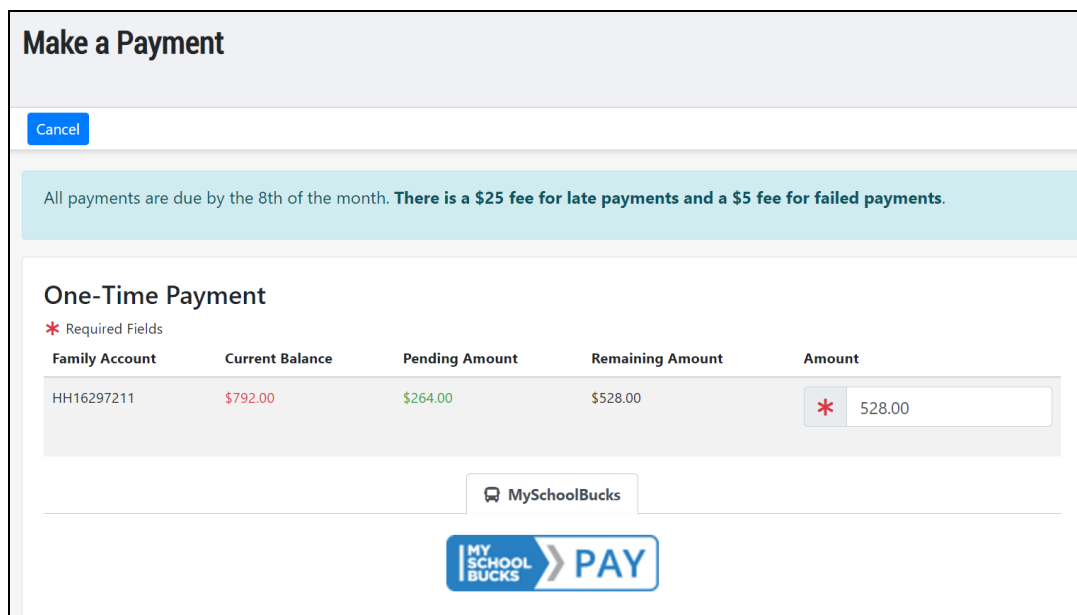 Make a Payment
Cancel
All payments are due by the 8th of the month. There is a $25 fee for late payments and a $5 fee for failed payments.
One-Time Payment
* Required Fields
Family Account Current Balance Pending Amount Remaining Amount Amount
HH16297211 $792.00 $264.00 $528.00 * 528.00
MySchoolBucks
MY
SCHOOL
BUCKS PAY